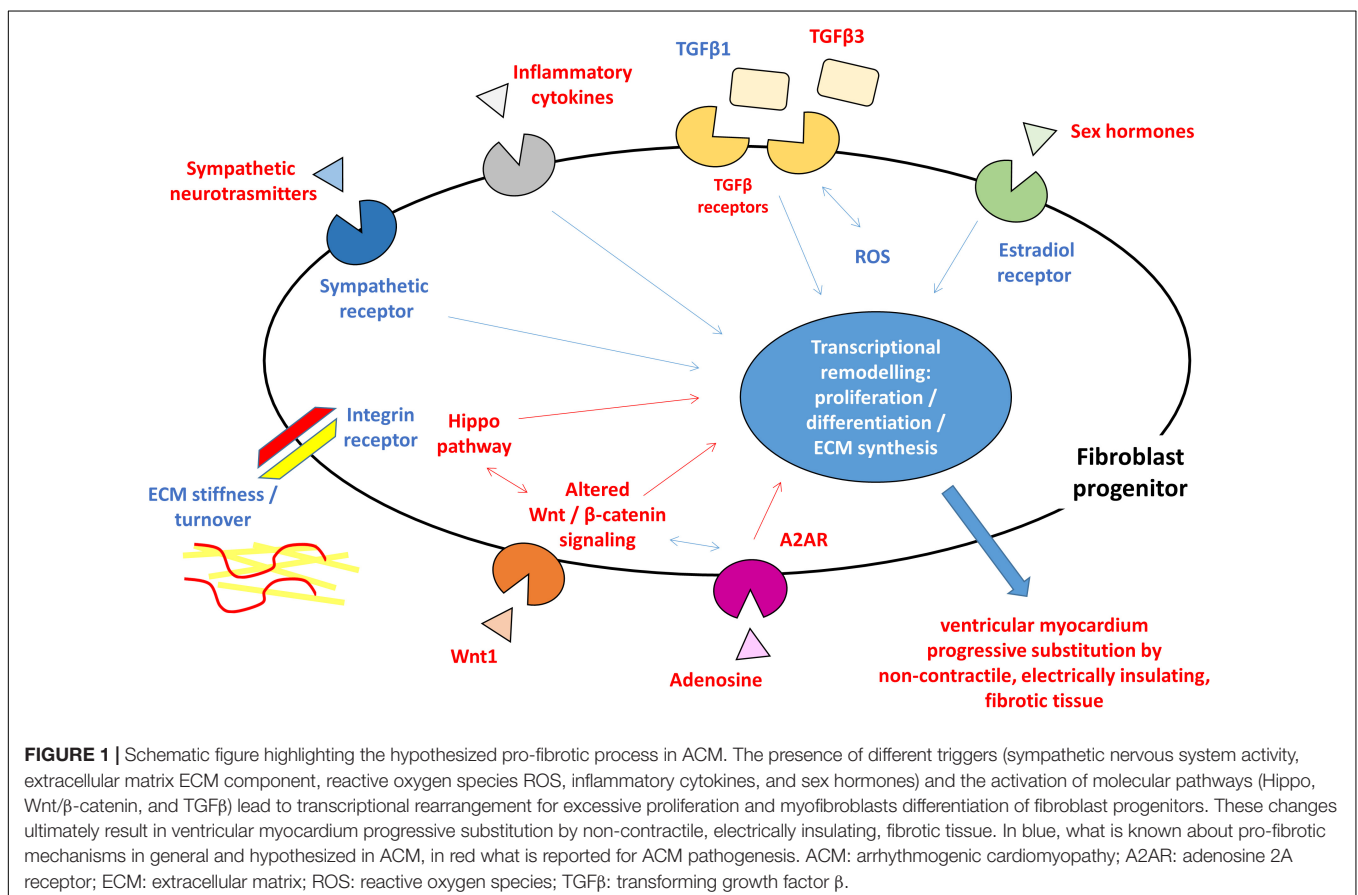 TGFβ1
TGFβ3
Inflammatory
cytokines
Sex hormones
Sympathetic
neurotrasmitters
TGFβ
receptors
ROS
Estradiol
receptor
Sympathetic
receptor
Transcriptional
remodelling:
proliferation /
differentiation /
ECM synthesis
Integrin
receptor
Hippo
pathway
Fibroblast
progenitor
ECM stiffness /
turnover
Altered
Wnt / β-catenin
signaling
A2AR
Wnt1
Adenosine
ventricular myocardium
progressive substitution by
non-contractile, electrically insulating,
fibrotic tissue
FIGURE 1 | Schematic figure highlighting the hypothesized pro-fibrotic process in ACM. The presence of different triggers (sympathetic nervous system activity,
extracellular matrix ECM component, reactive oxygen species ROS, inflammatory cytokines, and sex hormones) and the activation of molecular pathways (Hippo,
Wnt/β-catenin, and TGFβ) lead to transcriptional rearrangement for excessive proliferation and myofibroblasts differentiation of fibroblast progenitors. These changes
ultimately result in ventricular myocardium progressive substitution by non-contractile, electrically insulating, fibrotic tissue. In blue, what is known about pro-fibrotic
mechanisms in general and hypothesized in ACM, in red what is reported for ACM pathogenesis. ACM: arrhythmogenic cardiomyopathy; A2AR: adenosine 2A
receptor; ECM: extracellular matrix; ROS: reactive oxygen species; TGFβ: transforming growth factor β.